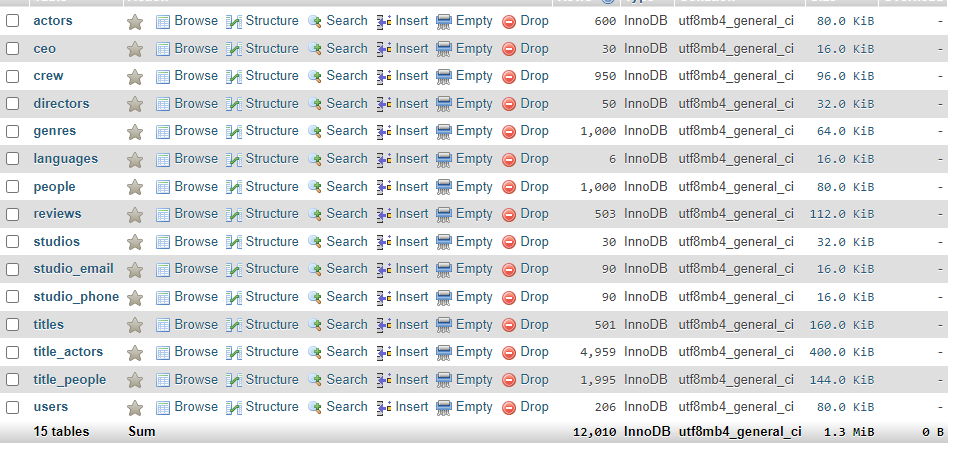 actors Browse Structure Search Insert Empty Drop 600 InnoDB utf8mb4_general_ci 80.0 KiB -
ceo Browse Structure Search Insert Empty Drop 30 InnoDB utf8mb4_general_ci 16.0 KiB -
crew Browse Structure Search Insert Empty Drop 950 InnoDB utf8mb4_general_ci 96.0 KiB -
directors Browse Structure Search Insert Empty Drop 50 InnoDB utf8mb4_general_ci 32.0 KiB -
genres Browse Structure Search Insert Empty Drop 1,000 InnoDB utf8mb4_general_ci 64.0 KiB -
languages Browse Structure Search Insert Empty Drop 6 InnoDB utf8mb4_general_ci 16.0 KiB -
people Browse Structure Search Insert Empty Drop 1,000 InnoDB utf8mb4_general_ci 80.0 KiB -
reviews Browse Structure Search Insert Empty Drop 503 InnoDB utf8mb4_general_ci 112.0 KiB -
studios Browse Structure Search Insert Empty Drop 30 InnoDB utf8mb4_general_ci 32.0 KiB -
studio_email Browse Structure Search Insert Empty Drop 90 InnoDB utf8mb4_general_ci 16.0 KiB -
studio_phone Browse Structure Search Insert Empty Drop 90 InnoDB utf8mb4_general_ci 16.0 KiB -
titles Browse Structure Search Insert Empty Drop 501 InnoDB utf8mb4_general_ci 160.0 KiB -
title_actors Browse Structure Search Insert Empty Drop 4,959 InnoDB utf8mb4_general_ci 400.0 KiB -
title_people Browse Structure Search Insert Empty Drop 1,995 InnoDB utf8mb4_general_ci 144.0 KiB -
users Browse Structure Search Insert Empty Drop 206 InnoDB utf8mb4_general_ci 80.0 KiB -
15 tables Sum 12,010 InnoDB utf8mb4_general_ci 1.3 MiB 0 B